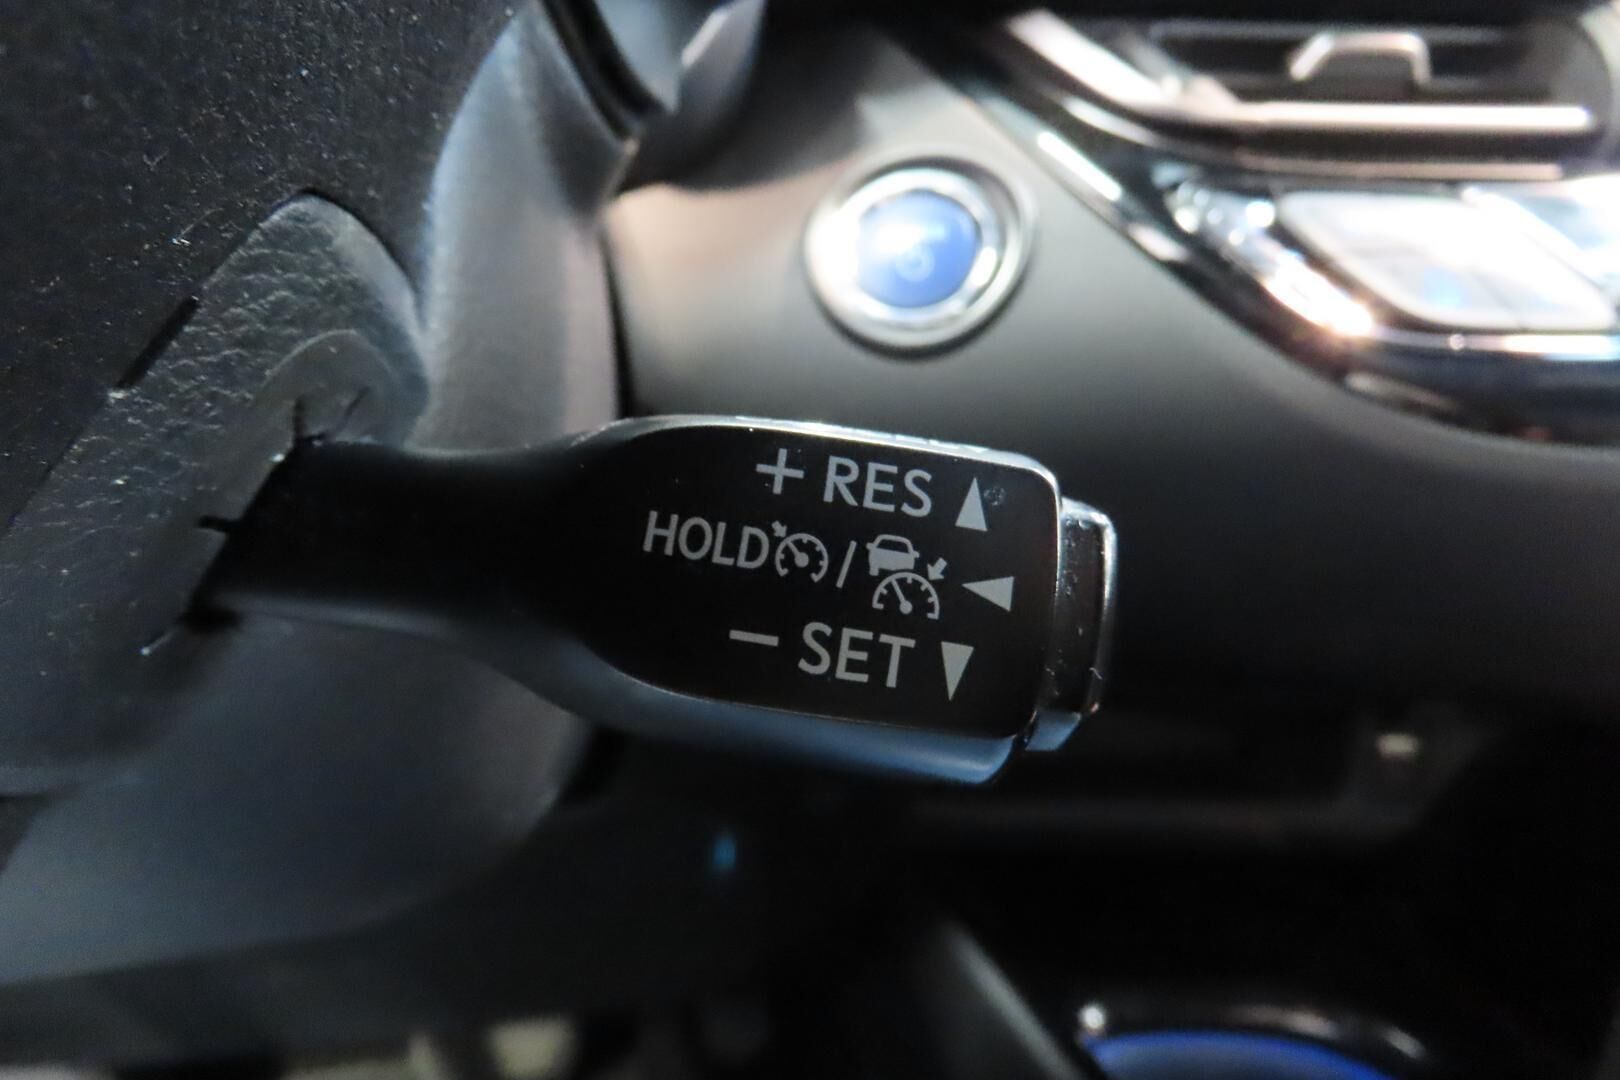 + RES ▲
HOLD / ◀
− SET ▼